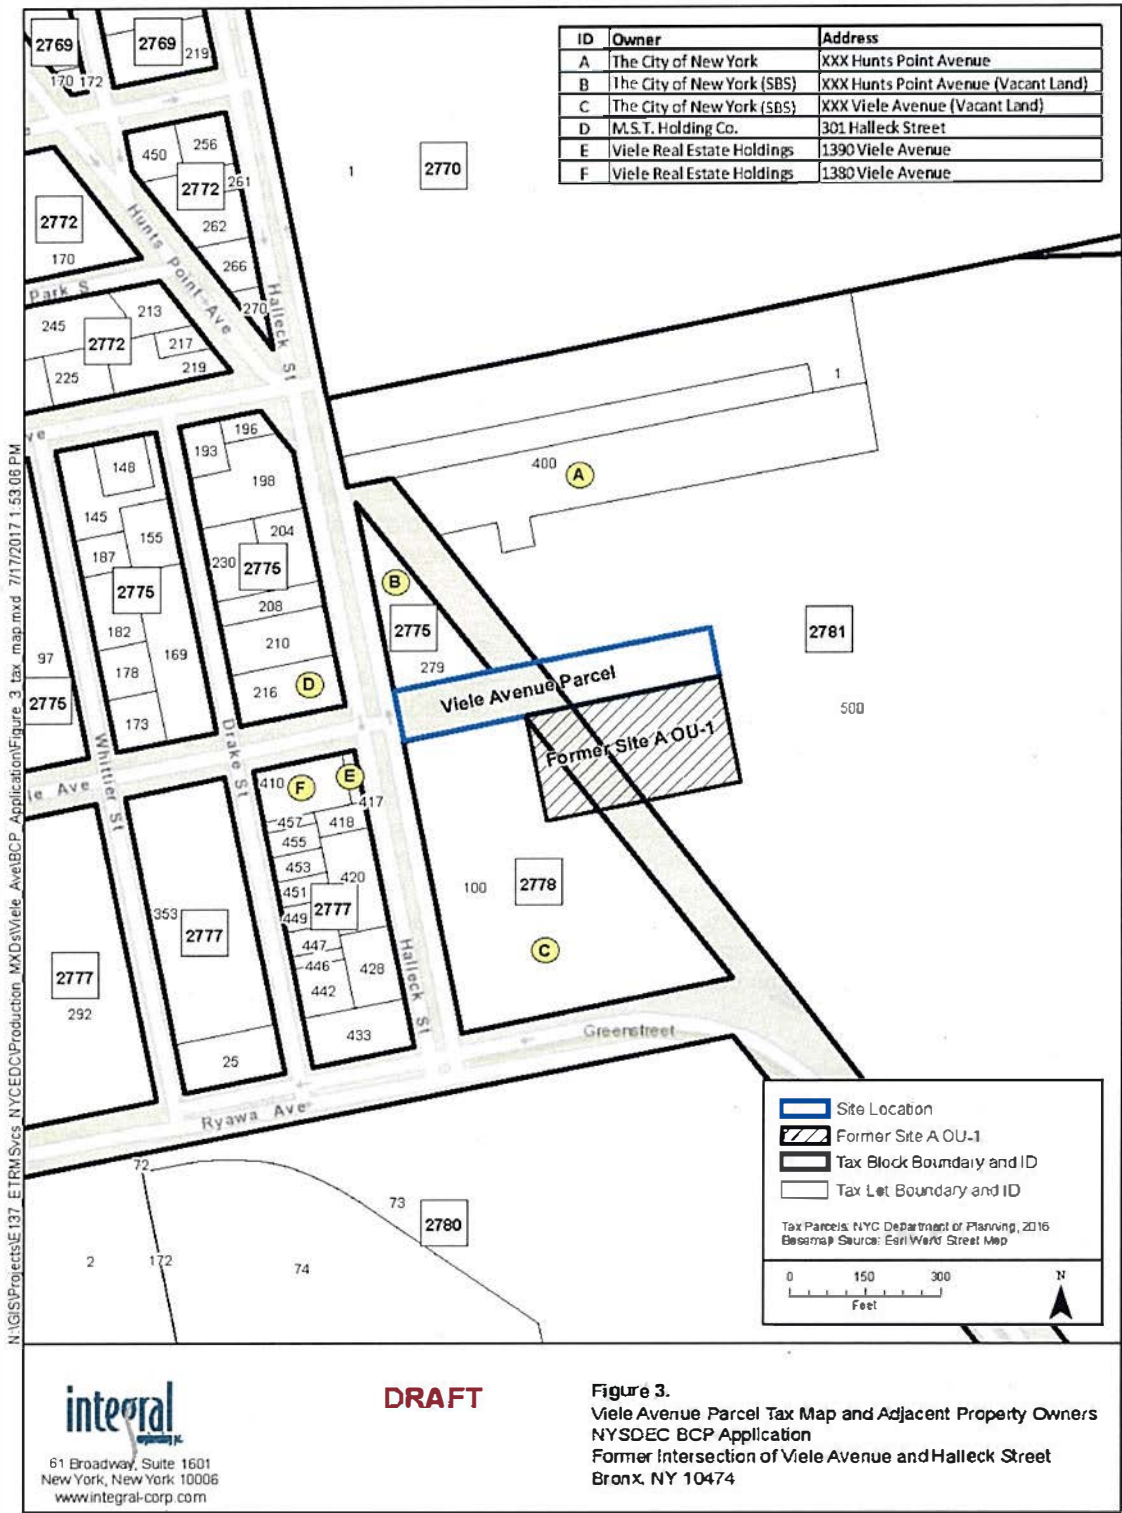 ID Owner Address
A The City of New York XXX Hunts Point Avenue
B The City of New York (SBS) XXX Hunts Point Avenue (Vacant Land)
C The City of New York (SBS) XXX Viele Avenue (Vacant Land)
D M.S.T. Holding Co. 301 Halleck Street
E Viele Real Estate Holdings 1390 Viele Avenue
F Viele Real Estate Holdings 1380 Viele Avenue
2769
2769
219
170 172
450
256
2772
261
262
266
270
1
2770
2772
170
Hunts Point Ave
Halleck St
Park S
245
213
2772
217
225
219
1
ve
196
193
148
198
400
A
145
155
204
187
230
2775
B
2775
208
2775
182
210
279
2781
97
178
169
216
D
2775
173
Viele Avenue Parcel
500
Former Site A OU-1
Whittier St
Drake St
le Ave
410
F
E
417
457
418
455
453
420
451
2777
449
447
446
428
442
433
353
2777
2777
292
25
100
2778
C
Halleck St
Greenstreet
Ryawa Ave
72
73
2780
2
172
74
Site Location
Former Site A OU-1
Tax Block Boundary and ID
Tax Lot Boundary and ID
Tax Parcels: NYC Department of Planning, 2016
Basemap Source: Esri World Street Map
0 150 300
Feet
N
N:\GIS\Projects\E137_ETRMSvcs_NYCEDC\Production_MXDs\Viele_Ave\BCP_Application\Figure_3_tax_map.mxd 7/17/2017 1:53:06 PM
integral
engineering p.c.
61 Broadway, Suite 1601
New York, New York 10006
www.integral-corp.com
DRAFT
Figure 3.
Viele Avenue Parcel Tax Map and Adjacent Property Owners
NYSDEC BCP Application
Former Intersection of Viele Avenue and Halleck Street
Bronx, NY 10474